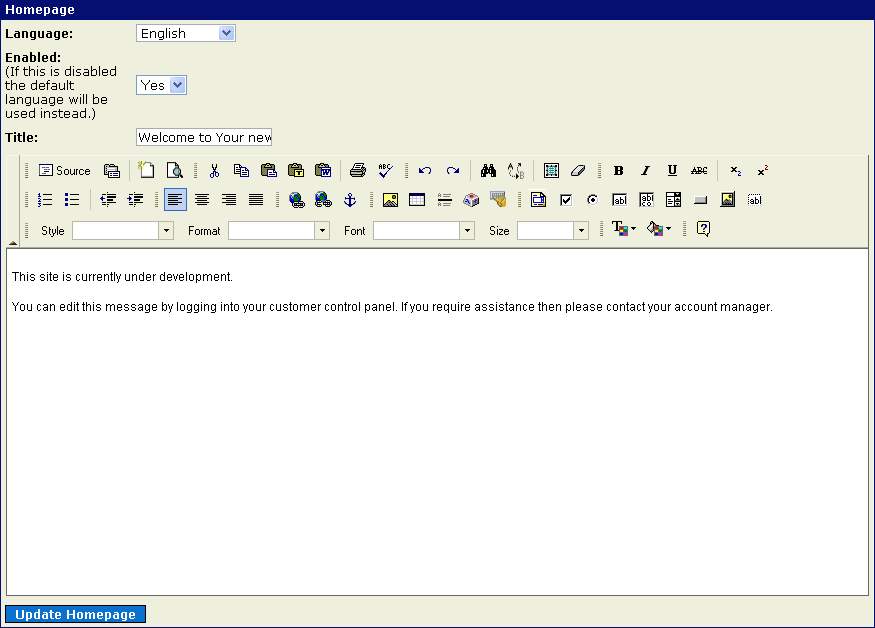 Homepage
Language:
English
Enabled:
(If this is disabled
the default
language will be
used instead.)
Yes
Title:
Welcome to Your new
Source
ABC
B I U ABC x₂ x²
Style Format Font Size
This site is currently under development.
You can edit this message by logging into your customer control panel. If you require assistance then please contact your account manager.
Update Homepage